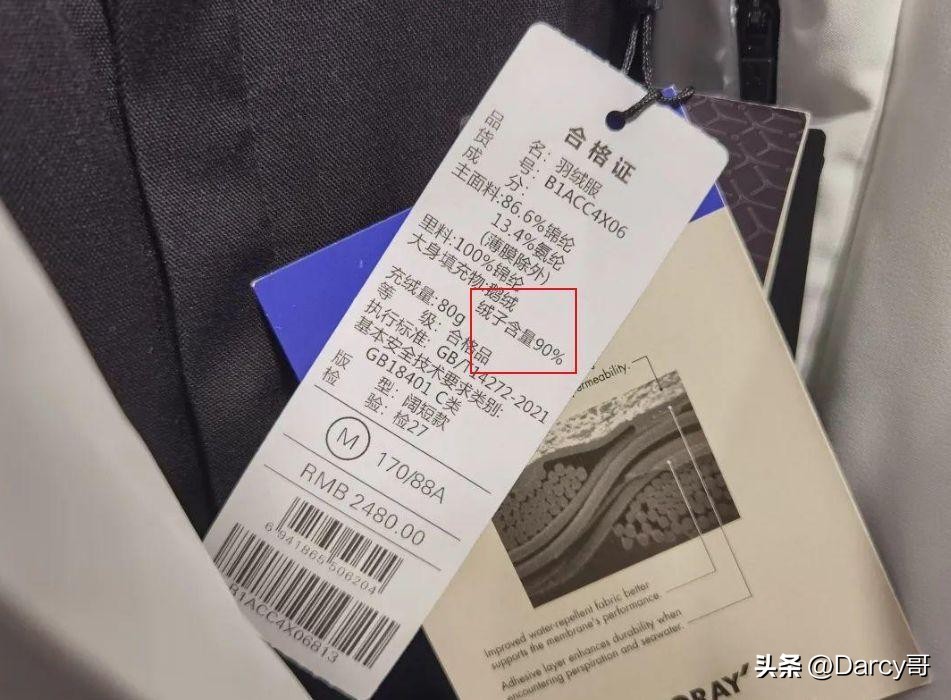 合格证
品 名：羽绒服
货 号：B1ACC4X06
成 分：
主面料:86.6%锦纶
13.4%氨纶
(薄膜除外)
里料:100%锦纶
大身填充物:鹅绒
绒子含量90%
充绒量:80g
等 级：合格品
执行标准：GB/T14272-2021
基本安全技术要求类别:
GB18401 C类
版 型：阔短款
检 验：检27
M 170/88A
RMB 2480.00
6 941865 506204
B1ACC4X06813
permeability.
Improved water-repellent fabric better
supports the membrane's performance.
Adhesive layer enhances durability when
encountering perspiration and seawater.
头条 @Darcy哥